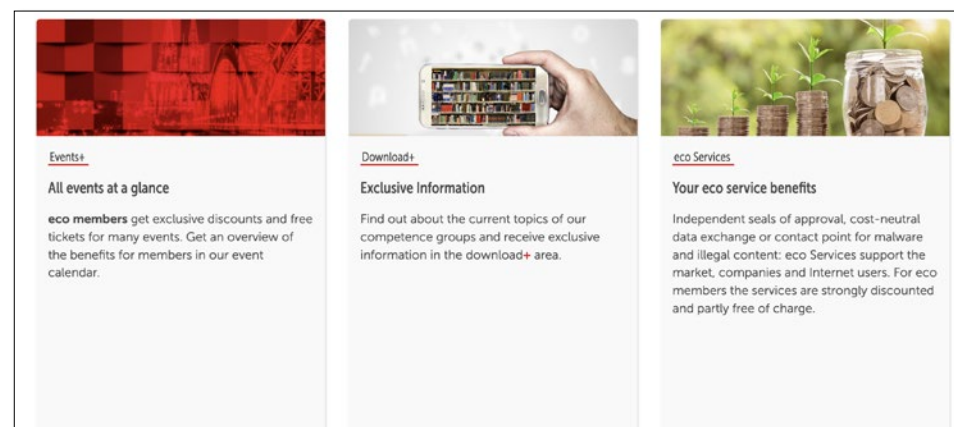 Events+
All events at a glance
eco members get exclusive discounts and free
tickets for many events. Get an overview of
the benefits for members in our event
calendar.
Download+
Exclusive Information
Find out about the current topics of our
competence groups and receive exclusive
information in the download+ area.
eco Services
Your eco service benefits
Independent seals of approval, cost-neutral
data exchange or contact point for malware
and illegal content: eco Services support the
market, companies and Internet users. For eco
members the services are strongly discounted
and partly free of charge.